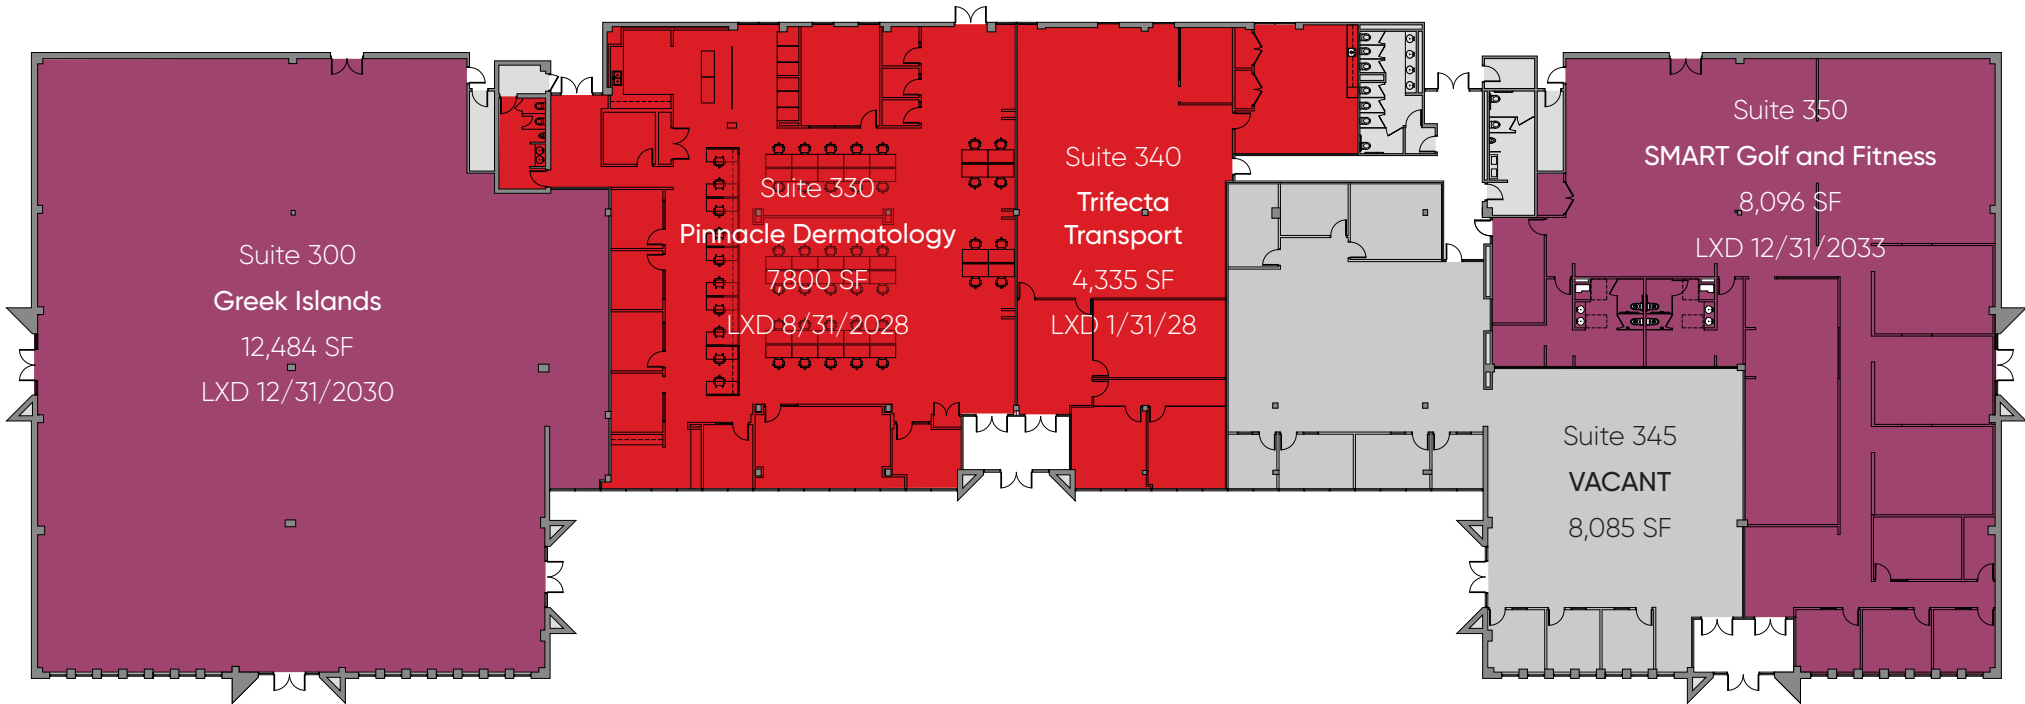 Suite 300
Greek Islands
12,484 SF
LXD 12/31/2030
Suite 330
Pinnacle Dermatology
7,800 SF
LXD 8/31/2028
Suite 340
Trifecta
Transport
4,335 SF
LXD 1/31/28
Suite 345
VACANT
8,085 SF
Suite 350
SMART Golf and Fitness
8,096 SF
LXD 12/31/2033